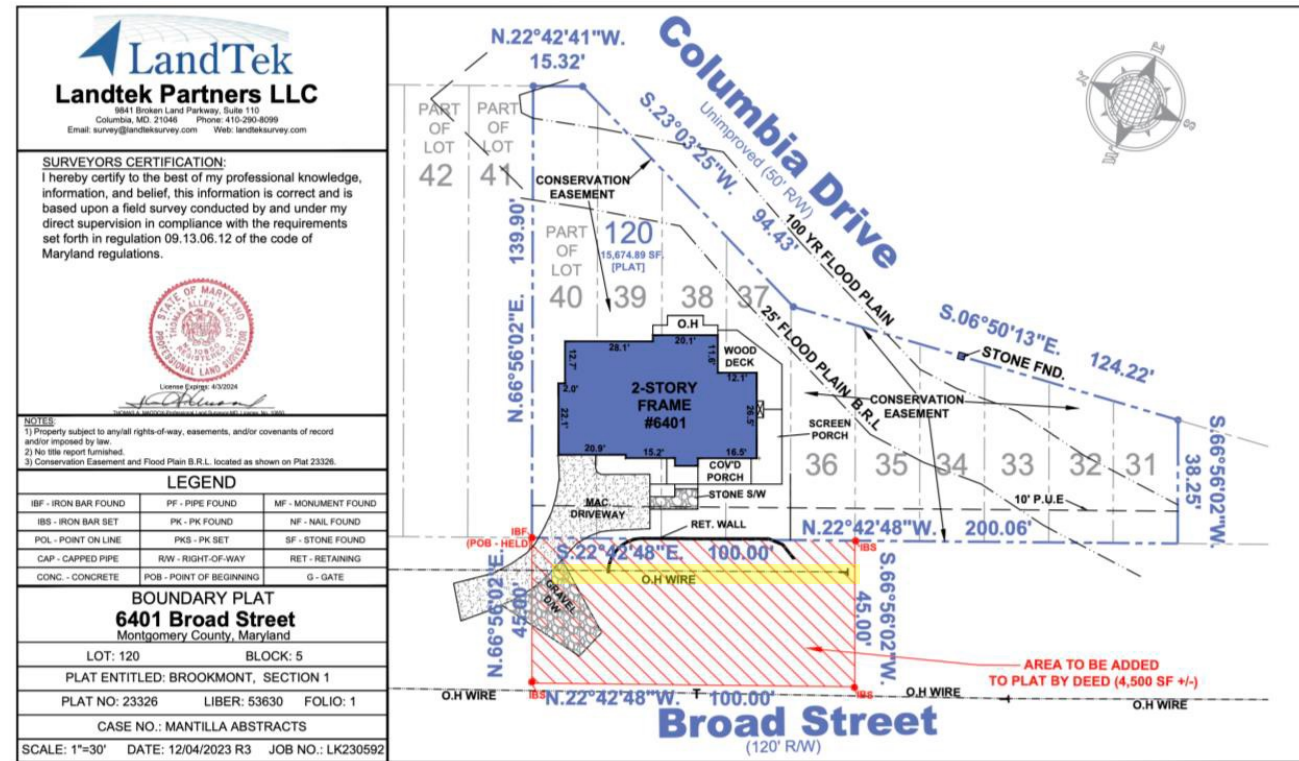 LandTek
Landtek Partners LLC
9841 Broken Land Parkway, Suite 110
Columbia, MD. 21046 Phone: 410-290-8099
Email: survey@landteksurvey.com Web: landteksurvey.com
SURVEYORS CERTIFICATION:
I hereby certify to the best of my professional knowledge,
information, and belief, this information is correct and is
based upon a field survey conducted by and under my
direct supervision in compliance with the requirements
set forth in regulation 09.13.06.12 of the code of
Maryland regulations.
STATE OF MARYLAND
THOMAS ALLEN MADDOX
REGISTERED
PROFESSIONAL LAND SURVEYOR
License Expires: 4/3/2024
NOTES:
1) Property subject to any/all rights-of-way, easements, and/or covenants of record
and/or imposed by law.
2) No title report furnished.
3) Conservation Easement and Flood Plain B.R.L. located as shown on Plat 23326.
LEGEND
IBF - IRON BAR FOUND PF - PIPE FOUND MF - MONUMENT FOUND
IBS - IRON BAR SET PK - PK FOUND NF - NAIL FOUND
POL - POINT ON LINE PKS - PK SET SF - STONE FOUND
CAP - CAPPED PIPE R/W - RIGHT-OF-WAY RET - RETAINING
CONC. - CONCRETE POB - POINT OF BEGINNING G - GATE
BOUNDARY PLAT
6401 Broad Street
Montgomery County, Maryland
LOT: 120 BLOCK: 5
PLAT ENTITLED: BROOKMONT, SECTION 1
PLAT NO: 23326 LIBER: 53630 FOLIO: 1
CASE NO.: MANTILLA ABSTRACTS
SCALE: 1"=30' DATE: 12/04/2023 R3 JOB NO.: LK230592
N.22°42'41"W.
15.32'
Columbia Drive
Unimproved (50' R/W)
S.23°03'25"W. 94.43'
PART
OF
LOT
42
PART
OF
LOT
41
CONSERVATION
EASEMENT
N.66°56'02"E. 139.90'
PART
OF
LOT
40
120
15,674.89 SF.
[PLAT]
39
38
37
100 YR FLOOD PLAIN
25' FLOOD PLAIN B.R.L
S.06°50'13"E. 124.22'
STONE FND.
O.H
WOOD
DECK
28.1'
20.1'
11.8'
12.1'
12.7'
2.0'
22.1'
26.5'
2-STORY
FRAME
#6401
20.9'
15.2'
16.5'
SCREEN
PORCH
COV'D
PORCH
CONSERVATION
EASEMENT
36
35
34
33
32
31
S.66°56'02"W.
38.25'
STONE S/W
10' P.U.E
MAC.
DRIVEWAY
RET. WALL
N.22°42'48"W. 200.06'
IBF
(POB - HELD
S.22°42'48"E. 100.00'
IBS
O.H WIRE
GRAVEL
D/W
N.66°56'02"E.
45.00'
S.66°56'02"W.
45.00'
AREA TO BE ADDED
TO PLAT BY DEED (4,500 SF +/-)
O.H WIRE
IBS
N.22°42'48"W. 100.00'
IBS
O.H WIRE
O.H WIRE
Broad Street
(120' R/W)